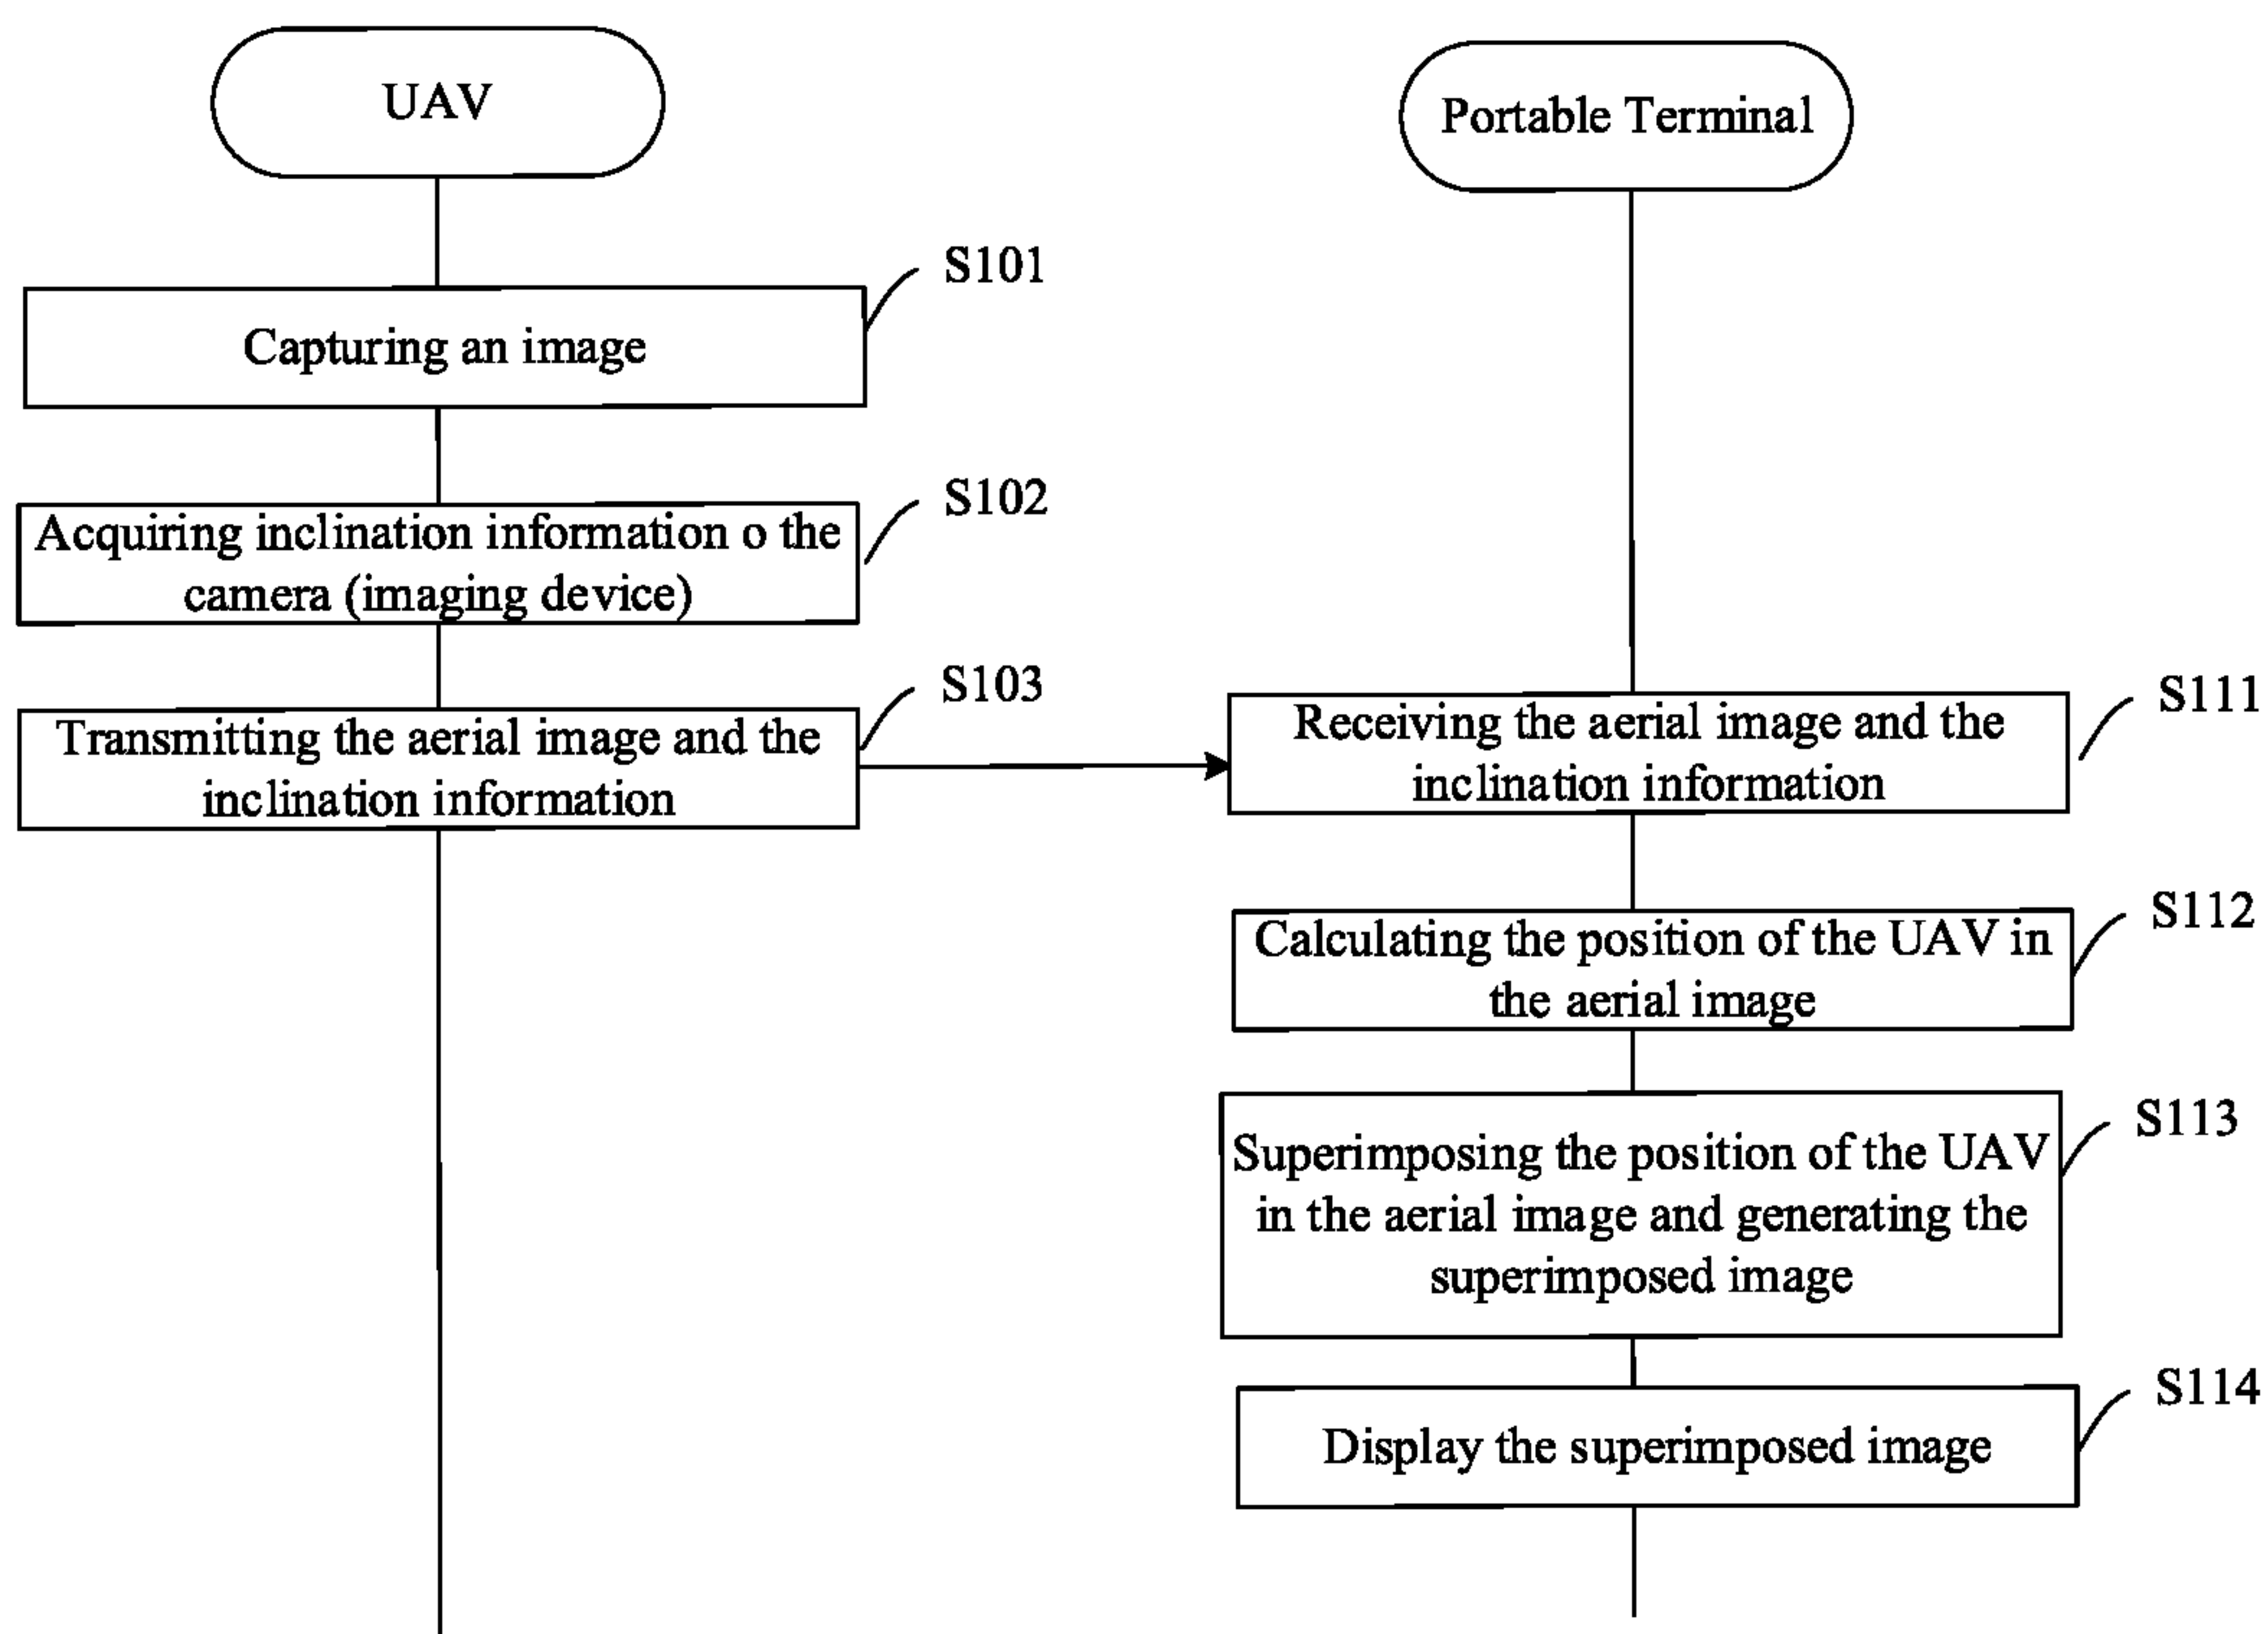 UAV
S101
Capturing an image
S102
Acquiring inclination information o the
camera (imaging device)
S103
Transmitting the aerial image and the
inclination information
Portable Terminal
S111
Receiving the aerial image and the
inclination information
S112
Calculating the position of the UAV in
the aerial image
S113
Superimposing the position of the UAV
in the aerial image and generating the
superimposed image
S114
Display the superimposed image